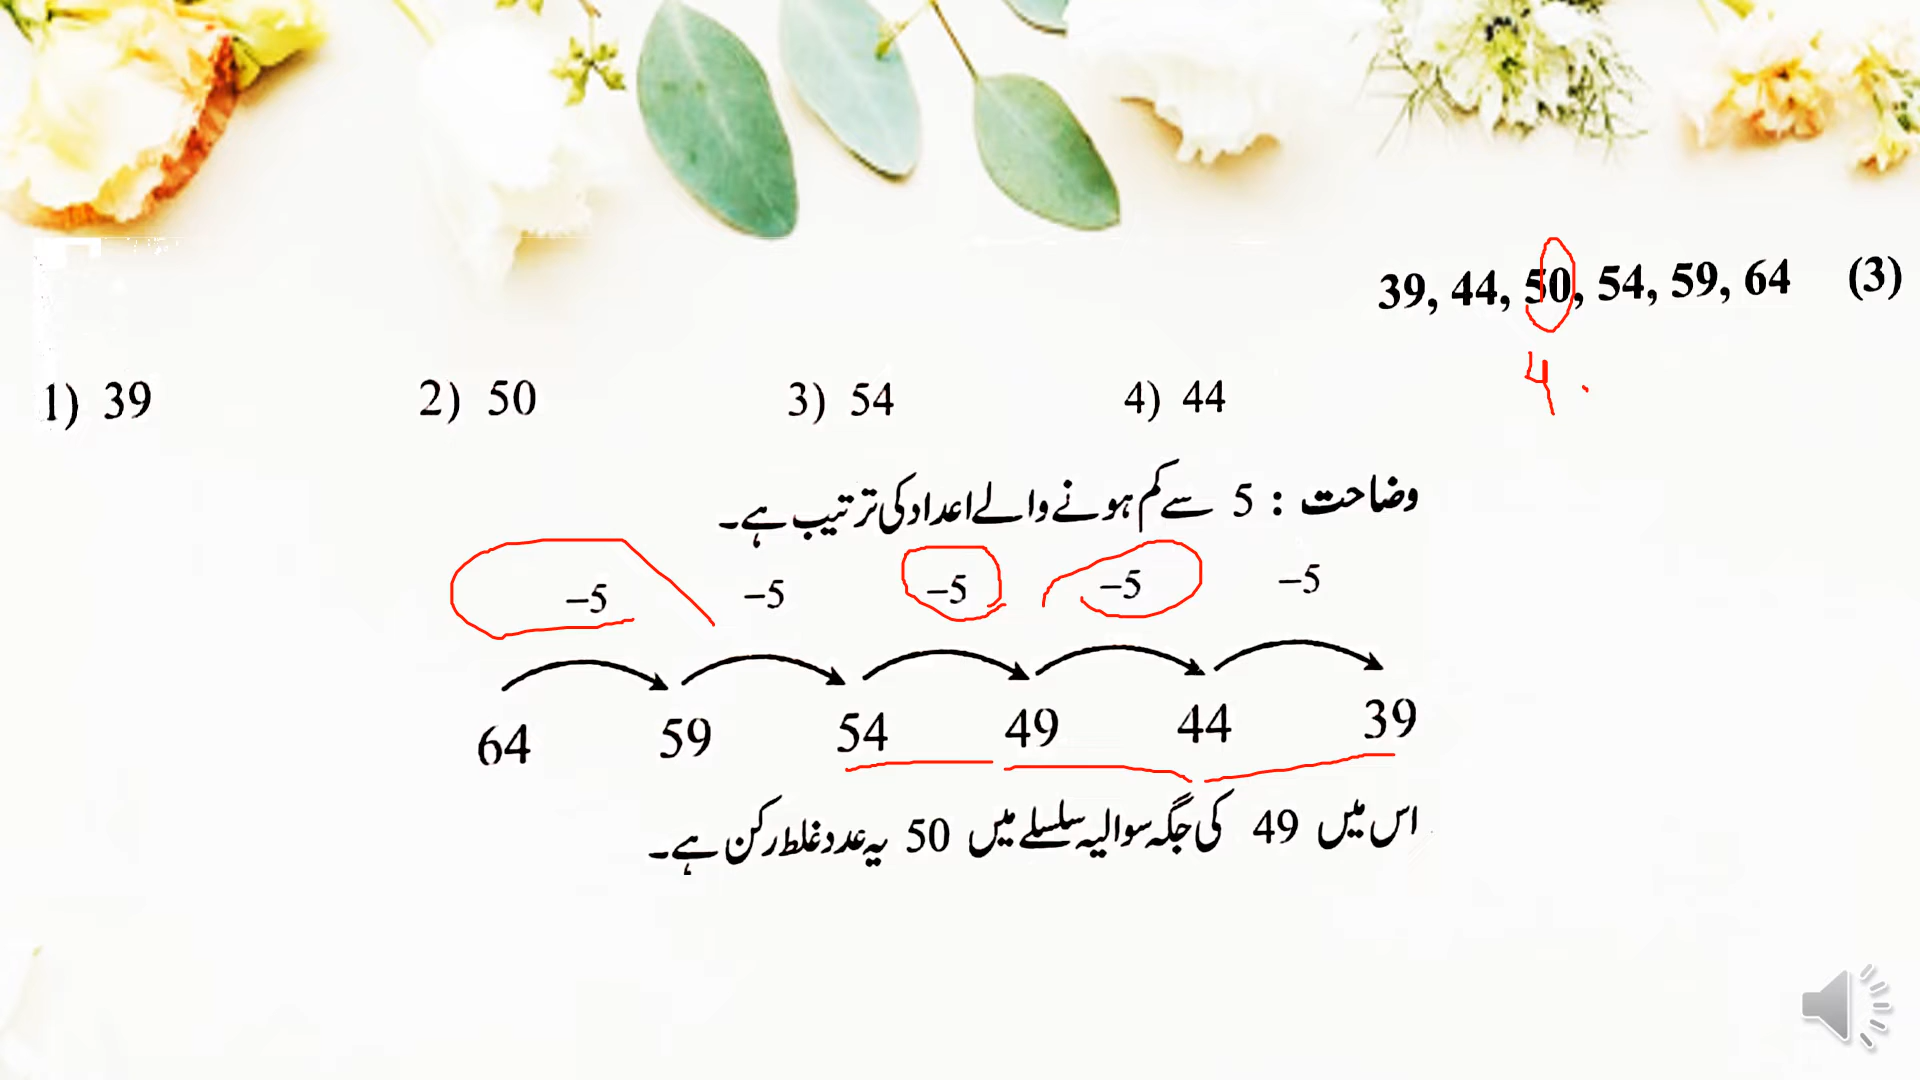 (3) 39, 44, 50, 54, 59, 64
4
1) 39 2) 50 3) 54 4) 44
وضاحت : 5 سے کم ہونے والے اعداد کی ترتیب ہے۔
–5 –5 –5 –5 –5
64 59 54 49 44 39
اس میں 49 کی جگہ سوالیہ سلسلے میں 50 یہ عدد غلط رکن ہے۔